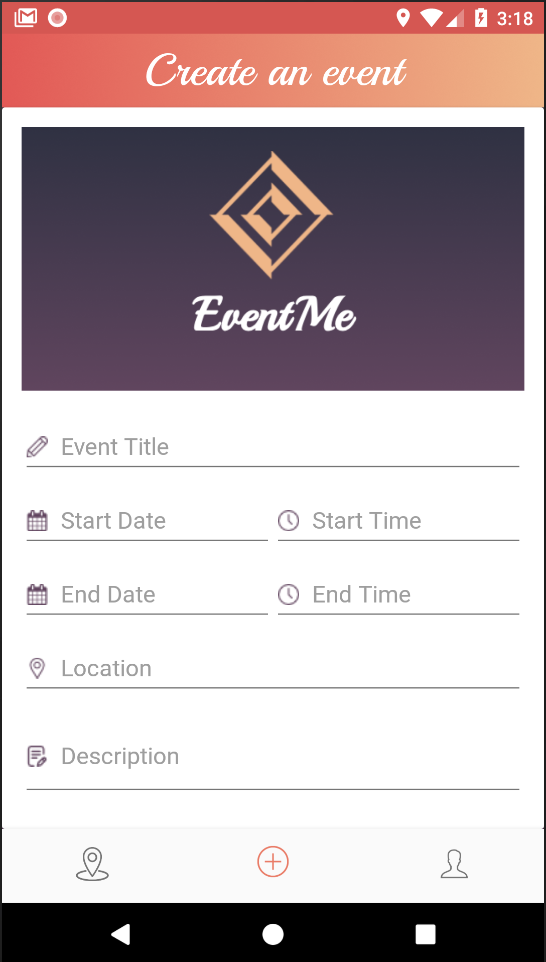 3:18
Create an event
EventMe
Event Title
Start Date Start Time
End Date End Time
Location
Description